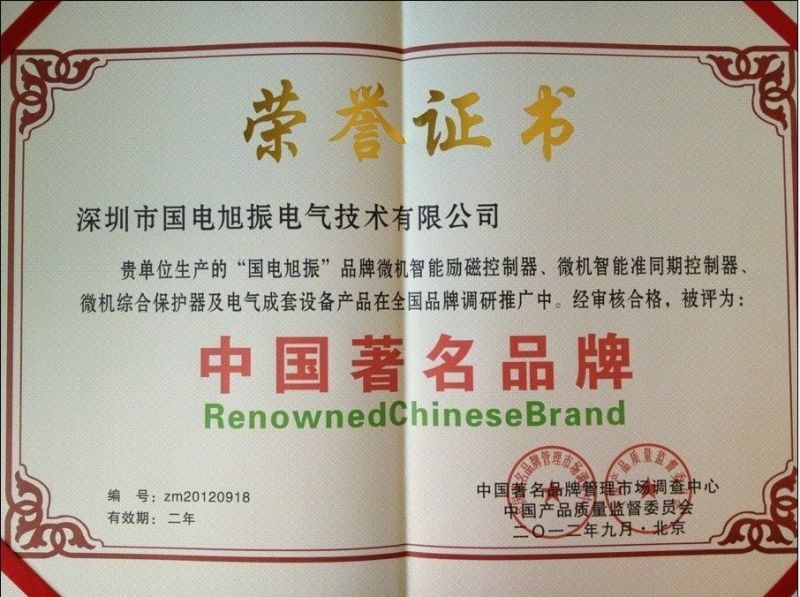 荣誉证书
深圳市国电旭振电气技术有限公司
贵单位生产的“国电旭振”品牌微机智能励磁控制器、微机智能准同期控制器、
微机综合保护器及电气成套设备产品在全国品牌调研推广中。经审核合格，被评为：
中国著名品牌
RenownedChineseBrand
编 号：zm20120918
有效期：二年
中国著名品牌管理市场调查中心
中国产品质量监督委员会
二〇一二年九月·北京